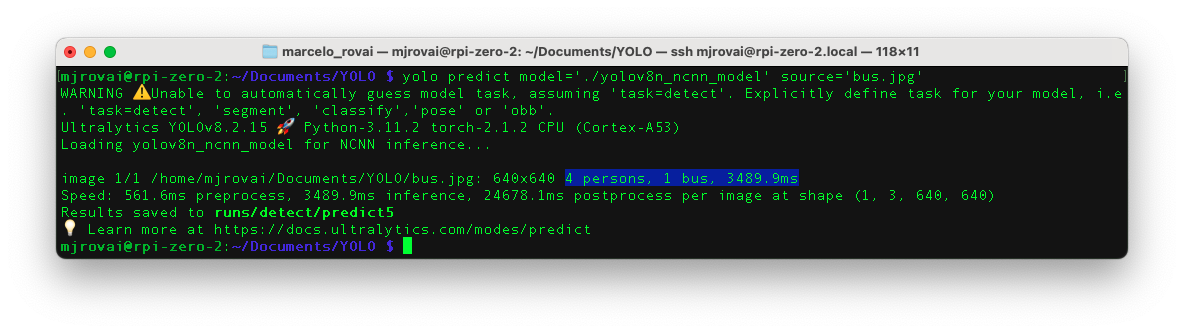 marcelo_rovai — mjrovai@rpi-zero-2: ~/Documents/YOLO — ssh mjrovai@rpi-zero-2.local — 118×11
[mjrovai@rpi-zero-2:~/Documents/YOLO $ yolo predict model='./yolov8n_ncnn_model' source='bus.jpg' ]
WARNING ⚠️Unable to automatically guess model task, assuming 'task=detect'. Explicitly define task for your model, i.e
. 'task=detect', 'segment', 'classify','pose' or 'obb'.
Ultralytics YOLOv8.2.15 🚀 Python-3.11.2 torch-2.1.2 CPU (Cortex-A53)
Loading yolov8n_ncnn_model for NCNN inference...
image 1/1 /home/mjrovai/Documents/YOLO/bus.jpg: 640x640 4 persons, 1 bus, 3489.9ms
Speed: 561.6ms preprocess, 3489.9ms inference, 24678.1ms postprocess per image at shape (1, 3, 640, 640)
Results saved to runs/detect/predict5
💡 Learn more at https://docs.ultralytics.com/modes/predict
mjrovai@rpi-zero-2:~/Documents/YOLO $